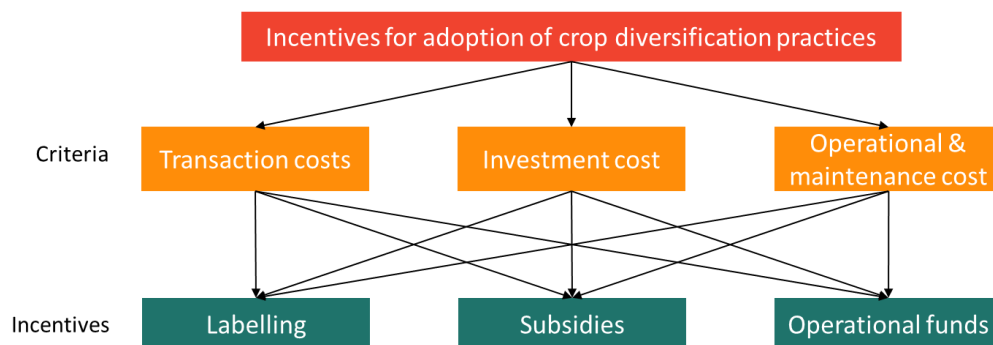 Incentives for adoption of crop diversification practices
Criteria
Transaction costs
Investment cost
Operational &
maintenance cost
Incentives
Labelling
Subsidies
Operational funds